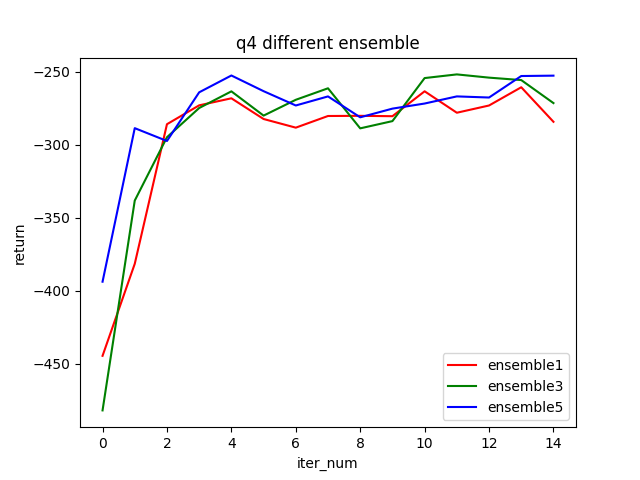 q4 different ensemble
return
−250
−300
−350
−400
−450
0 2 4 6 8 10 12 14
iter_num
ensemble1
ensemble3
ensemble5